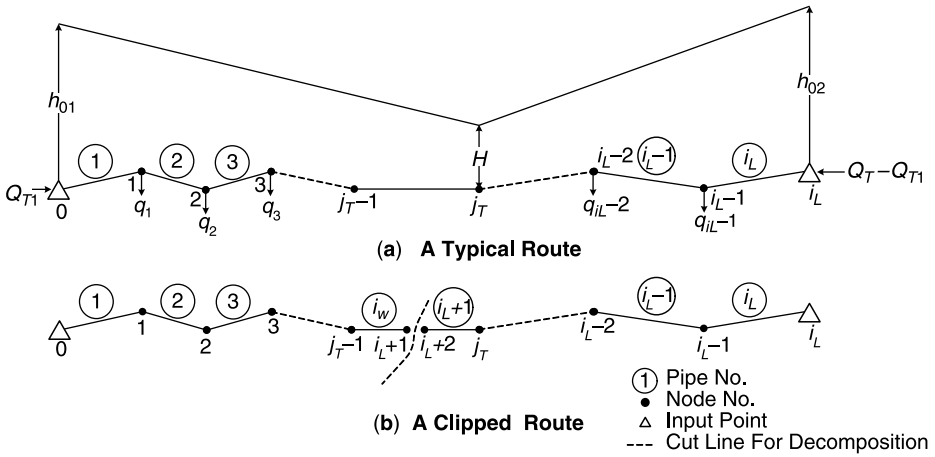 h01 h02
H
1 2 3 iL–2 iL–1 iL
QT1 0 1 2 3 jT–1 jT iL–1 iL QT–QT1
q1 q2 q3 qiL–2 qiL–1
(a) A Typical Route
1 2 3 iw iL+1 iL–1 iL
0 1 2 3 jT–1 iL+1 iL+2 jT iL–2 iL–1 iL
1 Pipe No.
Node No.
Input Point
(b) A Clipped Route
Cut Line For Decomposition